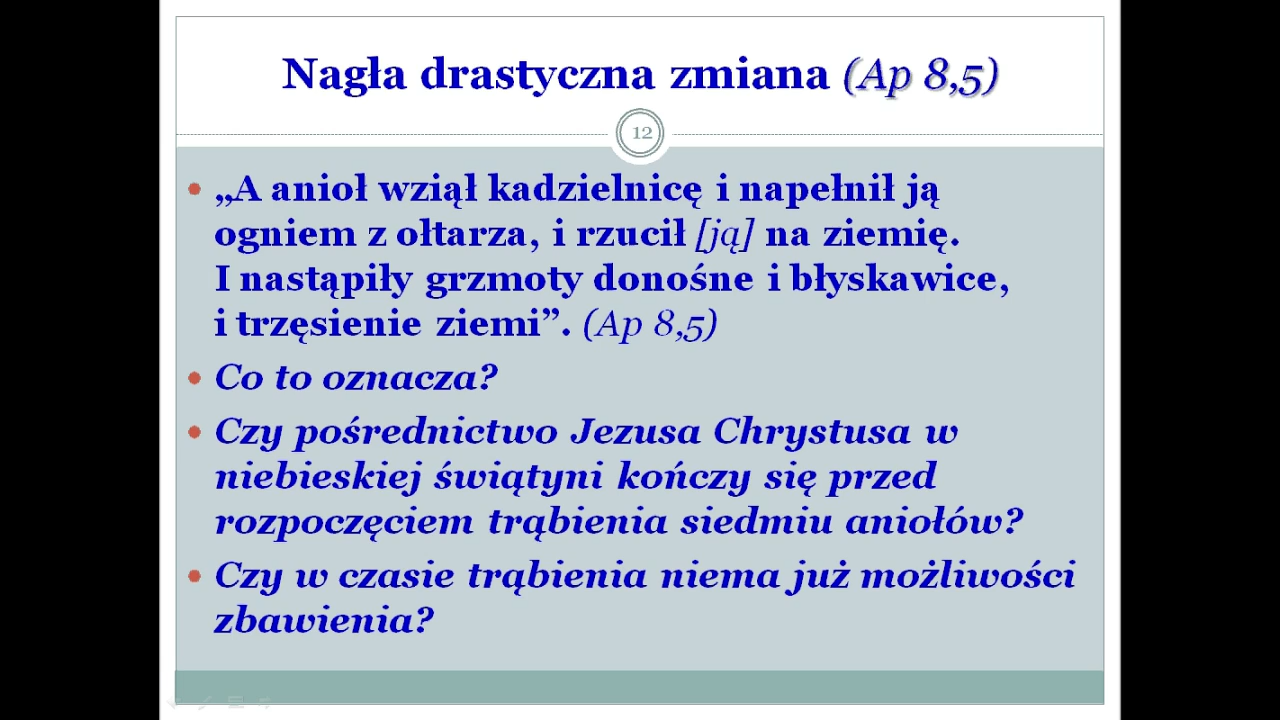 Nagła drastyczna zmiana (Ap 8,5)
12
„A anioł wziął kadzielnicę i napełnił ją
ogniem z ołtarza, i rzucił [ją] na ziemię.
I nastąpiły grzmoty donośne i błyskawice,
i trzęsienie ziemi”. (Ap 8,5)
Co to oznacza?
Czy pośrednictwo Jezusa Chrystusa w
niebieskiej świątyni kończy się przed
rozpoczęciem trąbienia siedmiu aniołów?
Czy w czasie trąbienia niema już możliwości
zbawienia?